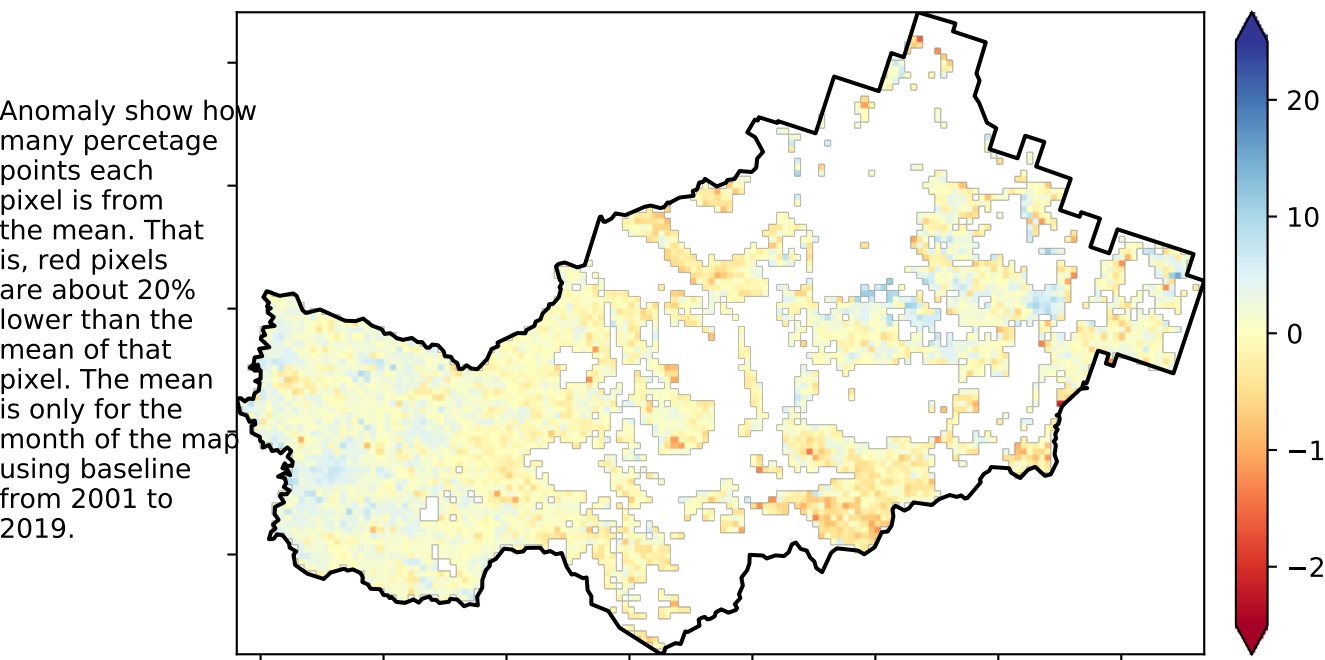 Anomaly show how
many percetage
points each
pixel is from
the mean. That
is, red pixels
are about 20%
lower than the
mean of that
pixel. The mean
is only for the
month of the map
using baseline
from 2001 to
2019.
20
10
0
−1
−2